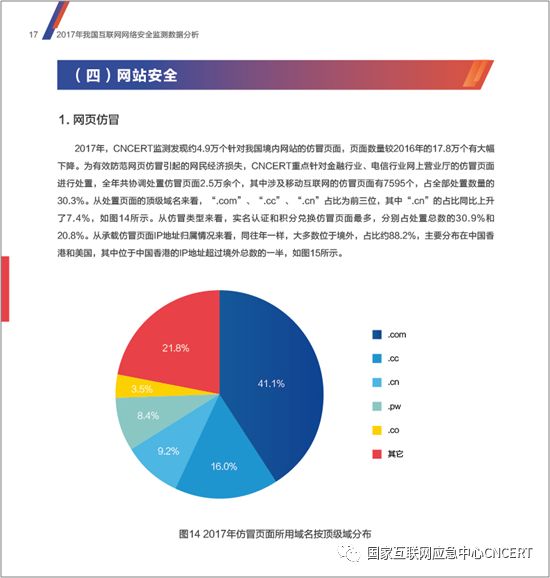 17 2017年我国互联网网络安全监测数据分析
（四）网站安全
1. 网页仿冒
2017年，CNCERT监测发现约4.9万个针对我国境内网站的仿冒页面，页面数量较2016年的17.8万个有大幅
下降。为有效防范网页仿冒引起的网民经济损失，CNCERT重点针对金融行业、电信行业网上营业厅的仿冒页面
进行处置，全年共协调处置仿冒页面2.5万余个，其中涉及移动互联网的仿冒页面有7595个，占全部处置数量的
30.3%。从处置页面的顶级域名来看，“.com”、“.cc”、“.cn”占比为前三位，其中“.cn”的占比同比上升
了7.4%，如图14所示。从仿冒类型来看，实名认证和积分兑换仿冒页面最多，分别占处置总数的30.9%和
20.8%。从承载仿冒页面IP地址归属情况来看，同往年一样，大多数位于境外，占比约88.2%，主要分布在中国香
港和美国，其中位于中国香港的IP地址超过境外总数的一半，如图15所示。
21.8%
41.1%
3.5%
8.4%
9.2%
16.0%
.com
.cc
.cn
.pw
.co
其它
图14 2017年仿冒页面所用域名按顶级域分布
国家互联网应急中心CNCERT